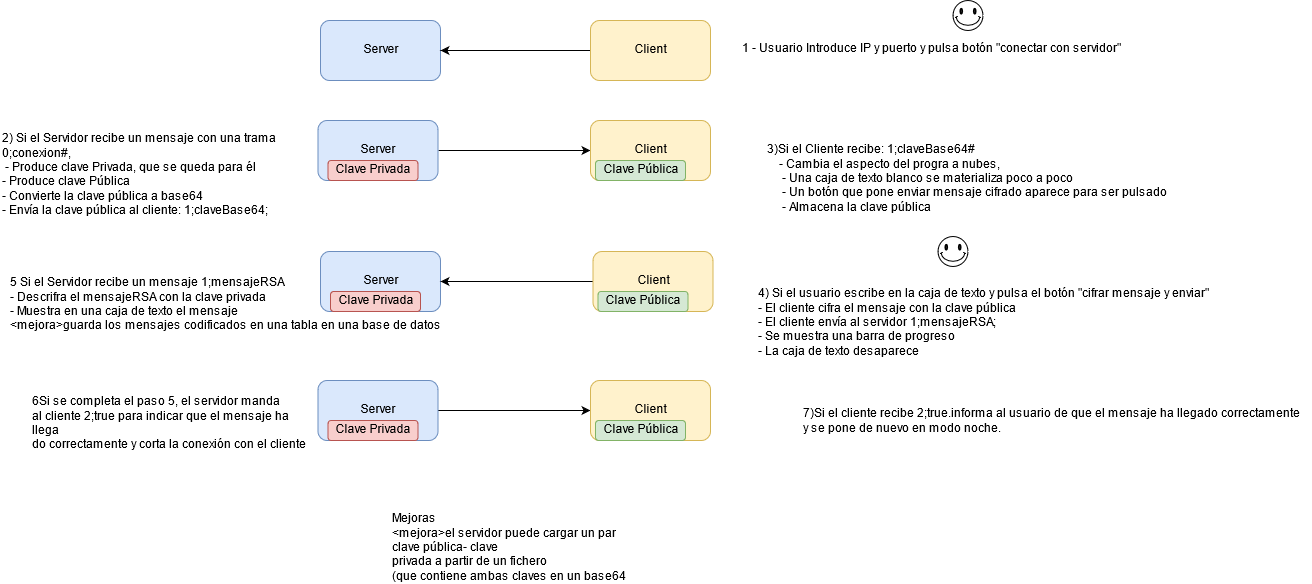 Server
Client
1 - Usuario Introduce IP y puerto y pulsa botón "conectar con servidor"
2) Si el Servidor recibe un mensaje con una trama
0;conexion#,
- Produce clave Privada, que se queda para él
- Produce clave Pública
- Convierte la clave pública a base64
- Envía la clave pública al cliente: 1;claveBase64;
Server
Clave Privada
Client
Clave Pública
3)Si el Cliente recibe: 1;claveBase64#
- Cambia el aspecto del progra a nubes,
- Una caja de texto blanco se materializa poco a poco
- Un botón que pone enviar mensaje cifrado aparece para ser pulsado
- Almacena la clave pública
5 Si el Servidor recibe un mensaje 1;mensajeRSA
- Descrifra el mensajeRSA con la clave privada
- Muestra en una caja de texto el mensaje
<mejora>guarda los mensajes codificados en una tabla en una base de datos
Server
Clave Privada
Client
Clave Pública
4) Si el usuario escribe en la caja de texto y pulsa el botón "cifrar mensaje y enviar"
- El cliente cifra el mensaje con la clave pública
- El cliente envía al servidor 1;mensajeRSA;
- Se muestra una barra de progreso
- La caja de texto desaparece
6Si se completa el paso 5, el servidor manda
al cliente 2;true para indicar que el mensaje ha
llega
do correctamente y corta la conexión con el cliente
Server
Clave Privada
Client
Clave Pública
7)Si el cliente recibe 2;true.informa al usuario de que el mensaje ha llegado correctamente
y se pone de nuevo en modo noche.
Mejoras
<mejora>el servidor puede cargar un par
clave pública- clave
privada a partir de un fichero
(que contiene ambas claves en un base64